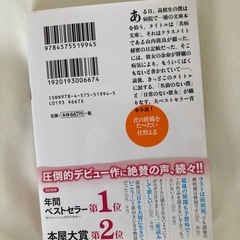 9784575519945
1920193006674
ISBN978-4-575-51994-5
C0193 ¥667E
定価：本体667円＋税
ある日、高校生の僕は
病院で一冊の文庫本
を拾う。タイトルは「共病
文庫」。それはクラスメイト
である山内桜良が綴った、
秘密の日記帳だった。そこ
には、彼女の余命が膵臓の
病気により、もういくばく
もないと書かれていて――
読後、きっとこのタイトル
に涙する。「名前のない僕」
と「日常のない彼女」が織り
なす、大ベストセラー青
春小説！
君の膵臓を
たべたい
住野よる
圧倒的デビュー作に絶賛の声、続々!!
2016年
年間
ベストセラー
第1位
本屋大賞
第2位